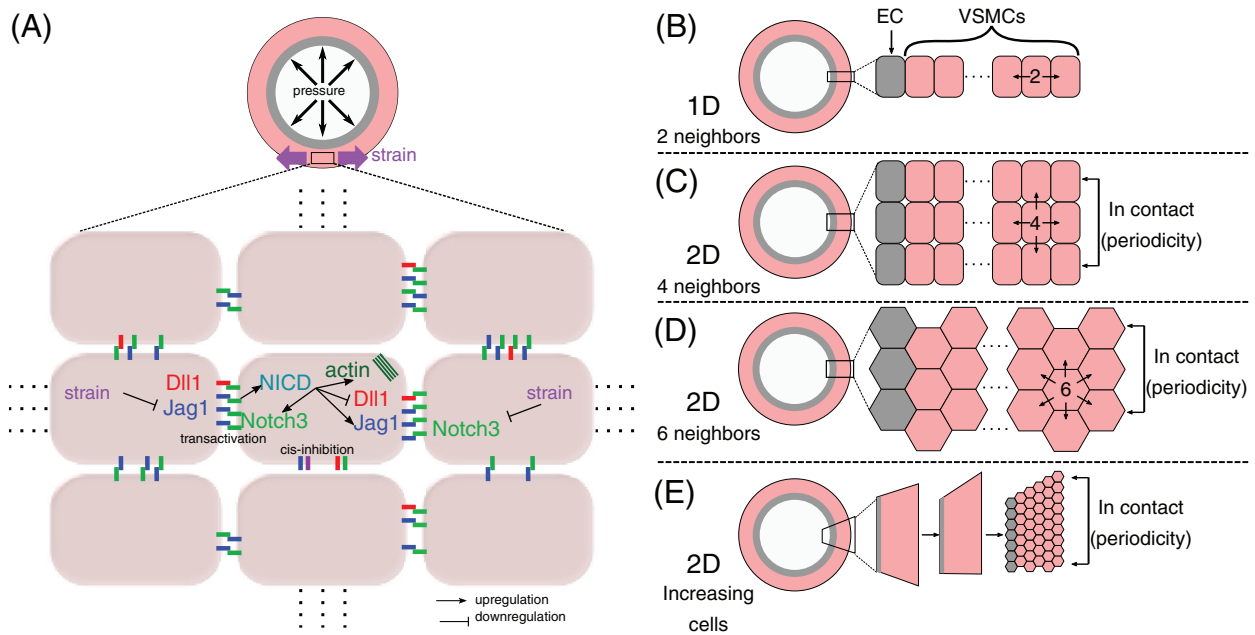 (A)
pressure
strain
strain
Dll1
Jag1
transactivation
NICD
Notch3
actin
Dll1
Jag1
cis-inhibition
Notch3
strain
upregulation
downregulation
(B)
1D
2 neighbors
EC
VSMCs
2
(C)
2D
4 neighbors
4
In contact
(periodicity)
(D)
2D
6 neighbors
6
In contact
(periodicity)
(E)
2D
Increasing
cells
In contact
(periodicity)